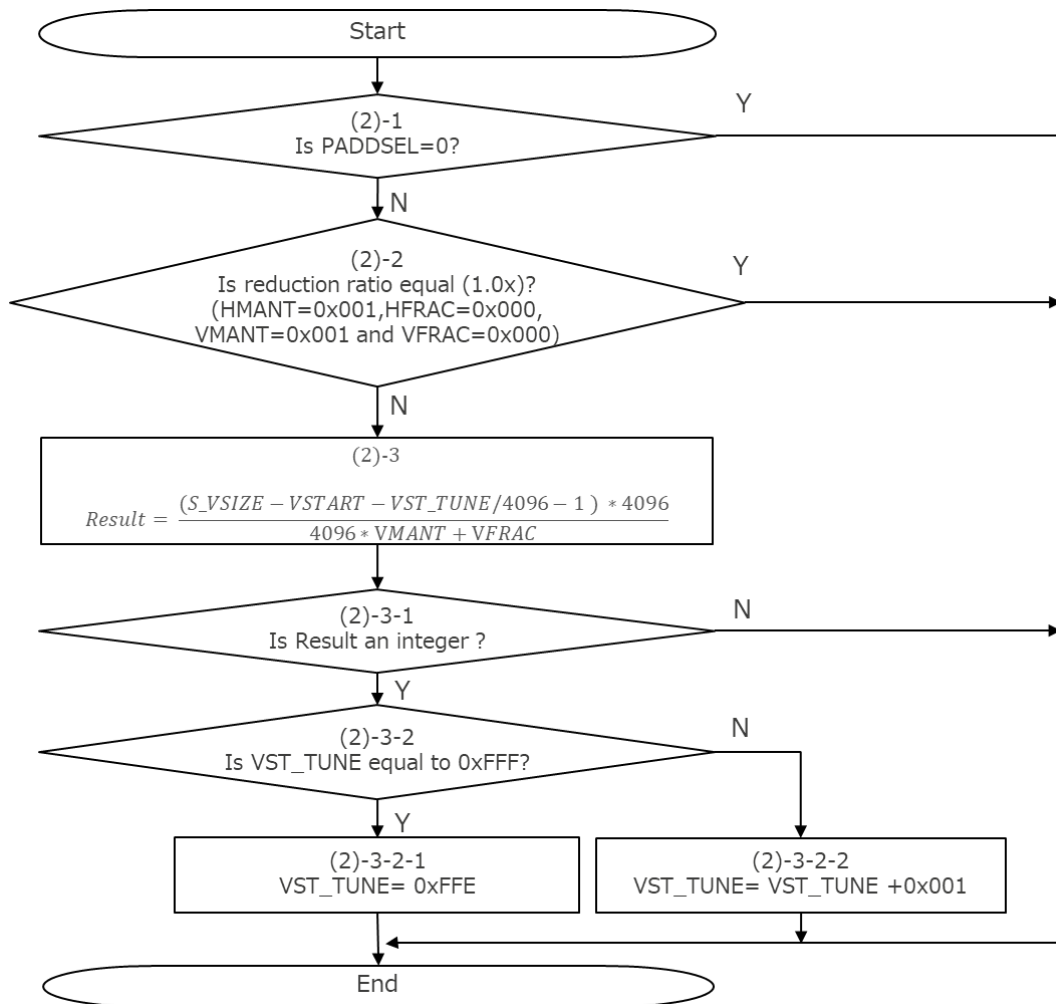 Start
(2)-1
Is PADDSEL=0?
Y
N
(2)-2
Is reduction ratio equal (1.0x)?
(HMANT=0x001,HFRAC=0x000,
VMANT=0x001 and VFRAC=0x000)
Y
N
(2)-3
Result = (S_VSIZE − VSTART − VST_TUNE/4096 − 1 ) ∗ 4096
4096 ∗ VMANT + VFRAC
(2)-3-1
Is Result an integer ?
N
Y
(2)-3-2
Is VST_TUNE equal to 0xFFF?
N
Y
(2)-3-2-1
VST_TUNE= 0xFFE
(2)-3-2-2
VST_TUNE= VST_TUNE +0x001
End